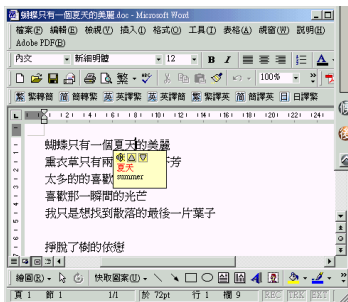 蝴蝶只有一個夏天的美麗.doc - Microsoft Word
檔案(F) 編輯(E) 檢視(V) 插入(I) 格式(O) 工具(T) 表格(A) 視窗(W) 說明(H)
Adobe PDF(B)
內文 新細明體 12 B I U A
100%
繁 繁轉簡 簡 簡轉繁 英 英譯繁 英 英譯簡 繁 繁譯英 簡 簡譯英 日 日譯繁
蝴蝶只有一個夏天的美麗
薰衣草只有兩 芳
夏天
summer
太多的的喜歡
喜歡那一瞬間的光芒
我只是想找到散落的最後一片葉子
掙脫了樹的依戀
繪圖(R) 快取圖案(U)
頁 1 節 1 1/1 於 72pt 行 1 欄 9 REC TRK EXT